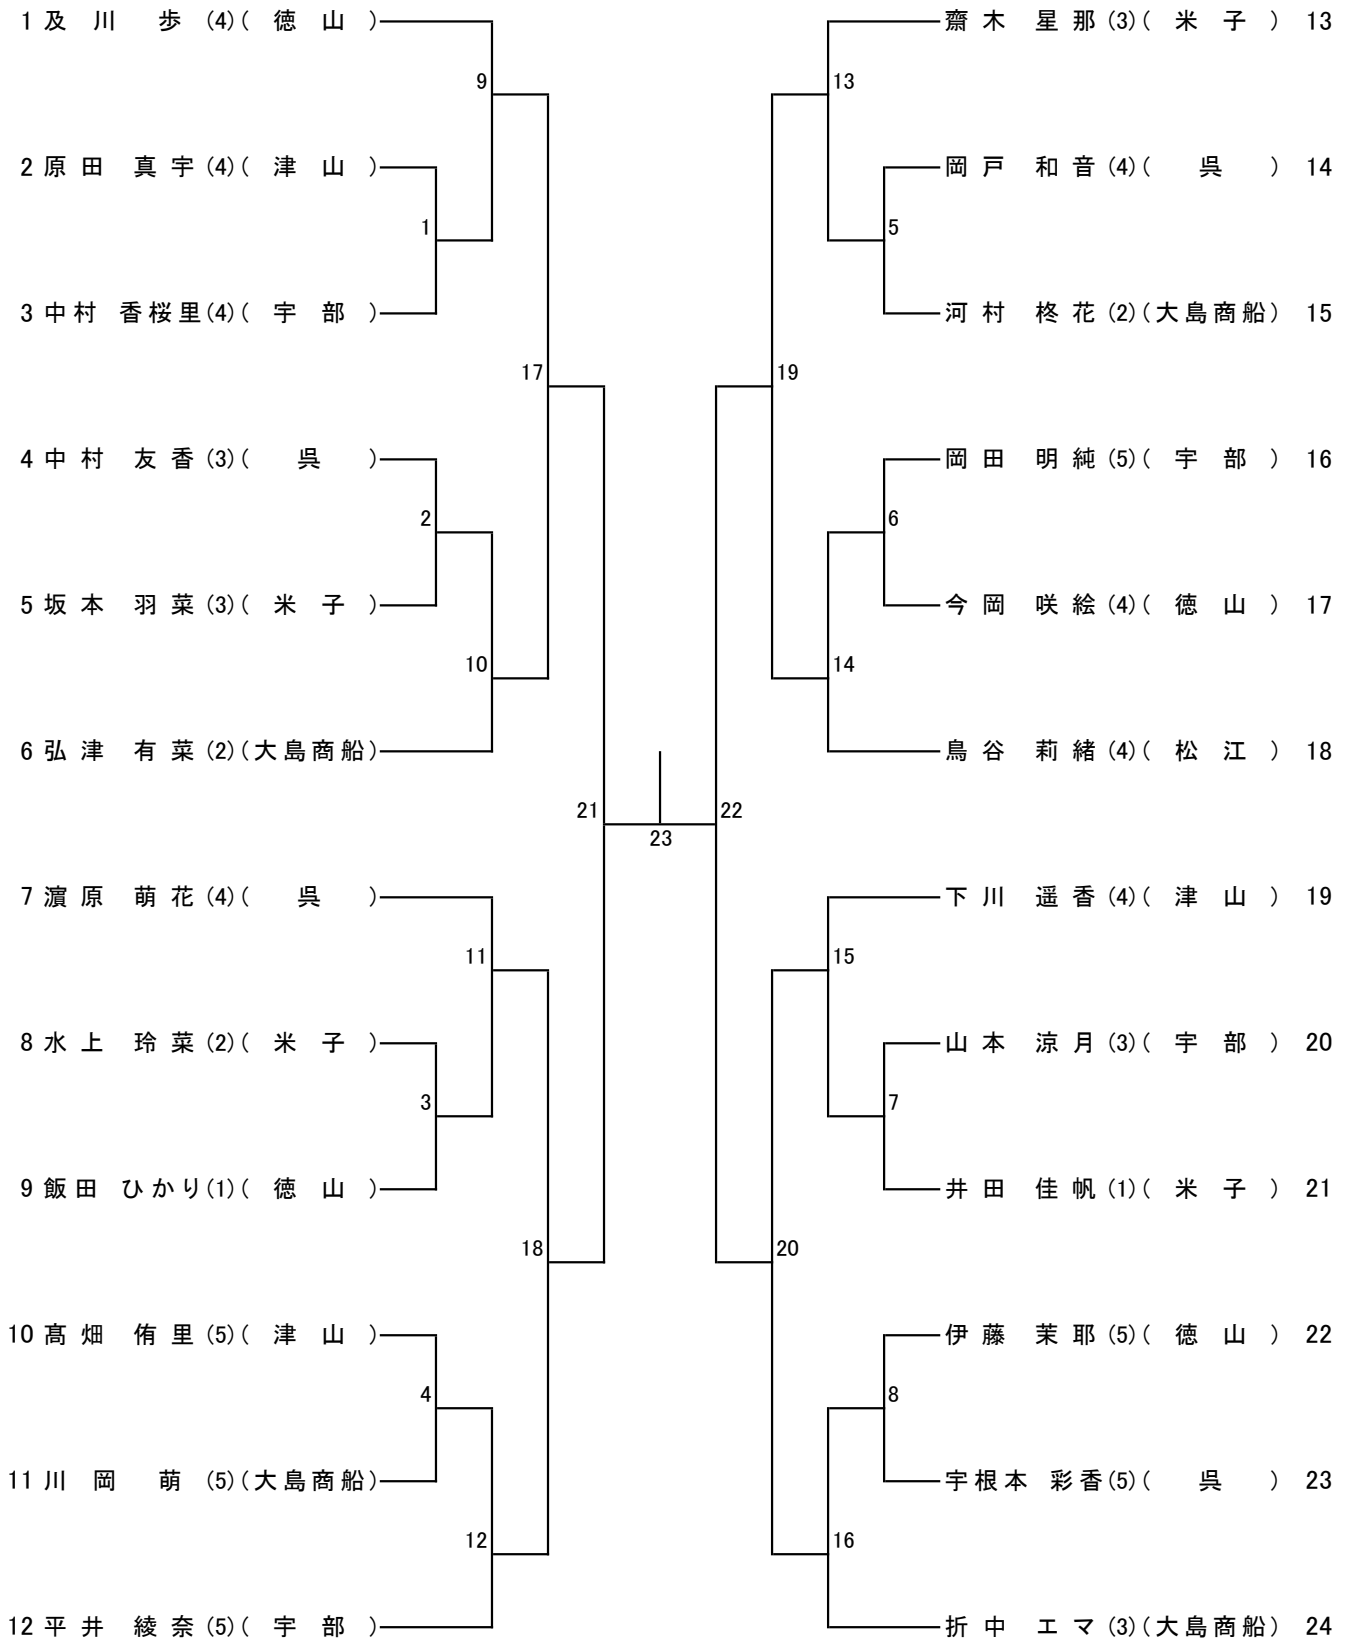 1 及川 歩 (4)(徳山)
齋木 星那 (3)(米子) 13
9
13
2 原田 真宇 (4)(津山)
岡戸 和音 (4)(呉) 14
1
5
3 中村 香桜里 (4)(宇部)
河村 柊花 (2)(大島商船) 15
17
19
4 中村 友香 (3)(呉)
岡田 明純 (5)(宇部) 16
2
6
5 坂本 羽菜 (3)(米子)
今岡 咲絵 (4)(徳山) 17
10
14
6 弘津 有菜 (2)(大島商船)
鳥谷 莉緒 (4)(松江) 18
21
22
23
7 濵原 萌花 (4)(呉)
下川 遥香 (4)(津山) 19
11
15
8 水上 玲菜 (2)(米子)
山本 涼月 (3)(宇部) 20
3
7
9 飯田 ひかり (1)(徳山)
井田 佳帆 (1)(米子) 21
18
20
10 髙畑 侑里 (5)(津山)
伊藤 茉耶 (5)(徳山) 22
4
8
11 川岡 萌 (5)(大島商船)
宇根本 彩香 (5)(呉) 23
12
16
12 平井 綾奈 (5)(宇部)
折中 エマ (3)(大島商船) 24